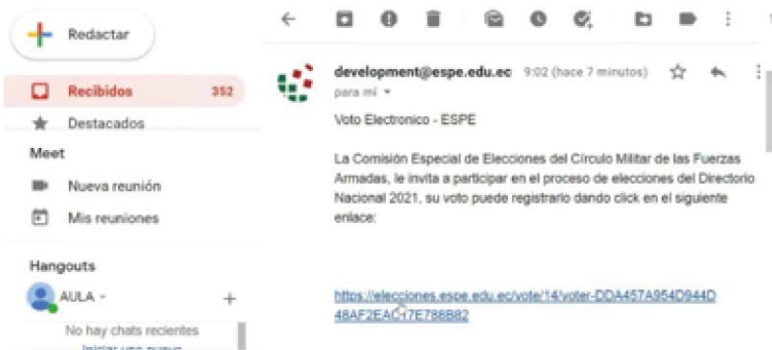 Redactar
Recibidos 352
Destacados
Meet
Nueva reunión
Mis reuniones
Hangouts
AULA
No hay chats recientes
Iniciar uno nuevo
development@espe.edu.ec 9:02 (hace 7 minutos)
para mí
Voto Electronico - ESPE
La Comisión Especial de Elecciones del Círculo Militar de las Fuerzas
Armadas, le invita a participar en el proceso de elecciones del Directorio
Nacional 2021, su voto puede registrarlo dando click en el siguiente
enlace:
https://elecciones.espe.edu.ec/vote/14/voter-DDA457A954D944D